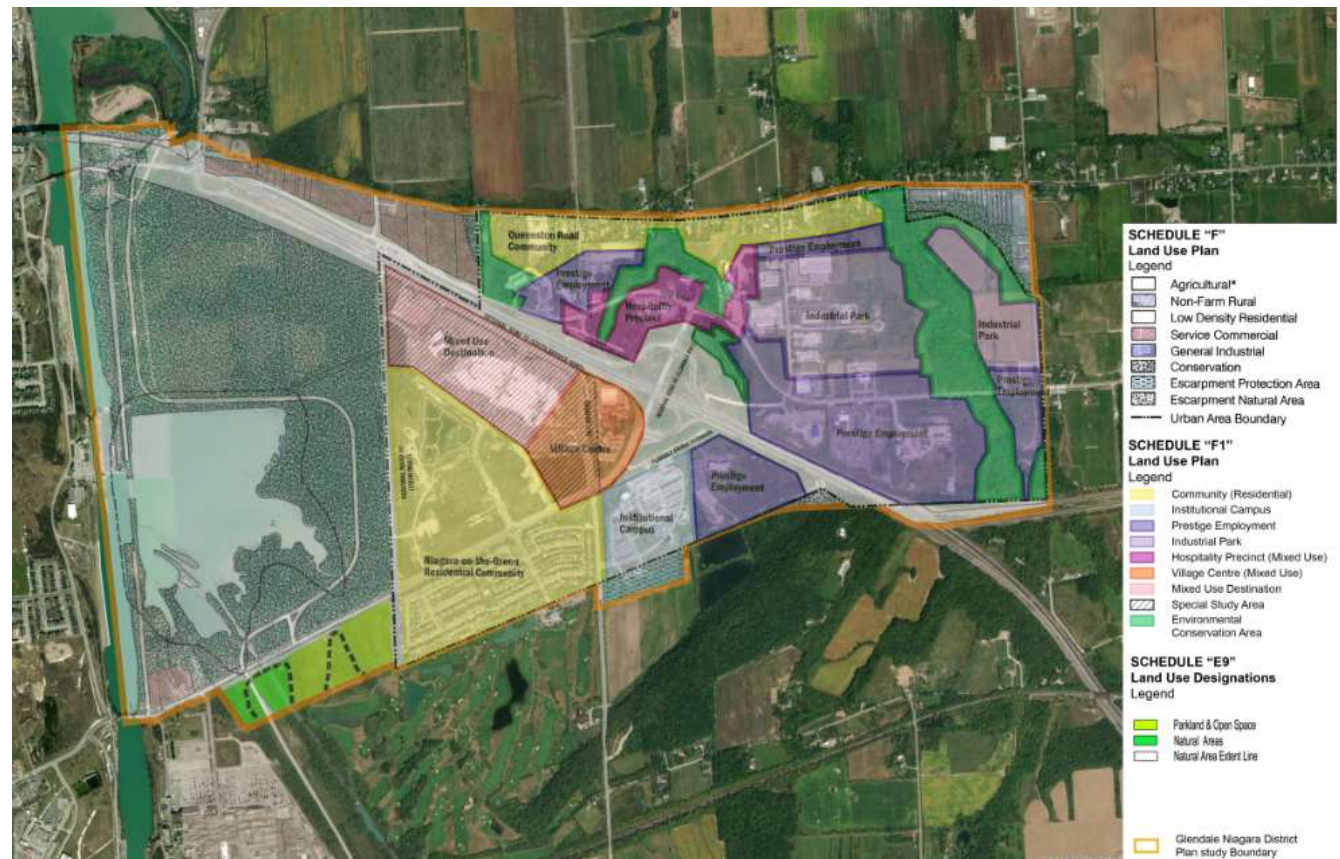 Queenston Road
Community
Prestige Employment
Prestige
Employment
Hospitality
Precinct
Industrial Park
Industrial
Park
Mixed Use
Destination
Prestige
Employment
Village Centre
Prestige Employment
Prestige
Employment
Institutional
Campus
Niagara-on-the-Green
Residential Community
SCHEDULE "F"
Land Use Plan
Legend
Agricultural*
Non-Farm Rural
Low Density Residential
Service Commercial
General Industrial
Conservation
Escarpment Protection Area
Escarpment Natural Area
Urban Area Boundary
SCHEDULE "F1"
Land Use Plan
Legend
Community (Residential)
Institutional Campus
Prestige Employment
Industrial Park
Hospitality Precinct (Mixed Use)
Village Centre (Mixed Use)
Mixed Use Destination
Special Study Area
Environmental
Conservation Area
SCHEDULE "E9"
Land Use Designations
Legend
Parkland & Open Space
Natural Areas
Natural Area Extent Line
Glendale Niagara District
Plan study Boundary